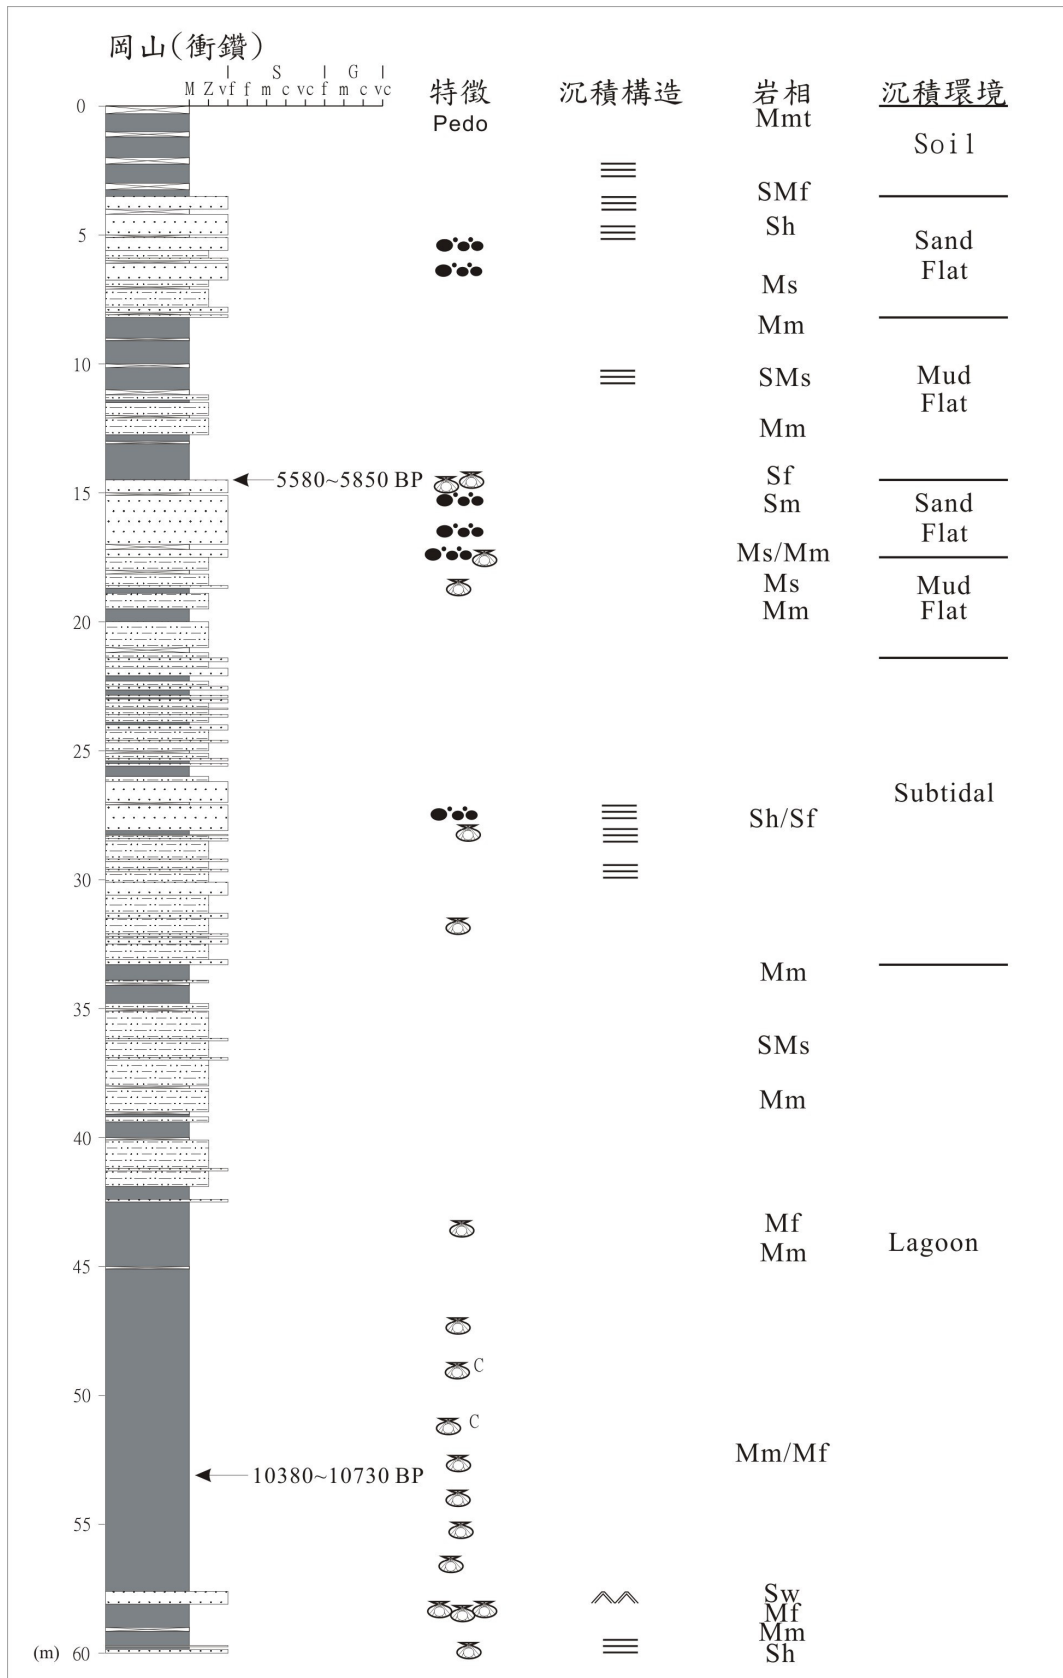 岡山(衝鑽)
S G
M Z vf f m c vc f m c vc
特徵 沉積構造 岩相 沉積環境
0
Pedo Mmt
Soil
SMf
Sh
5
Sand
Flat
Ms
Mm
10
SMs Mud
Flat
Mm
5580~5850 BP Sf
15
Sm Sand
Flat
Ms/Mm
Ms Mud
Mm Flat
20
25
Subtidal
Sh/Sf
30
Mm
35
SMs
Mm
40
Mf
Mm Lagoon
45
C
50
C
Mm/Mf
10380~10730 BP
55
Sw
Mf
Mm
(m) 60 Sh